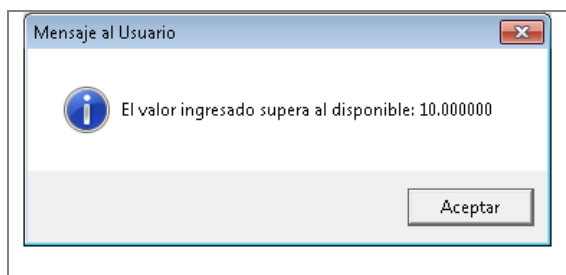 Mensaje al Usuario
El valor ingresado supera al disponible: 10.000000
Aceptar